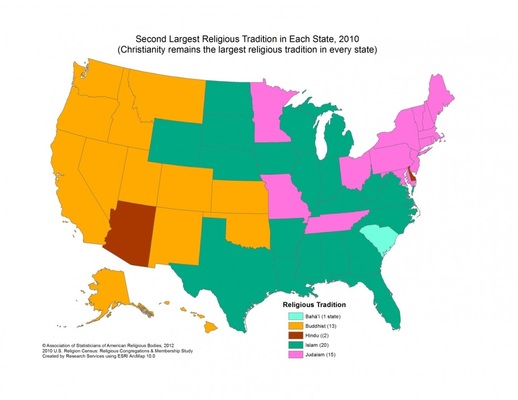 Second Largest Religious Tradition in Each State, 2010
(Christianity remains the largest religious tradition in every state)
Religious Tradition
Baha'i (1 state)
Buddhist (13)
Hindu ((2)
Islam (20)
Judaism (15)
© Association of Statisticians of American Religious Bodies, 2012
2010 U.S. Religion Census: Religious Congregations & Membership Study
Created by Research Services using ESRI ArcMap 10.0